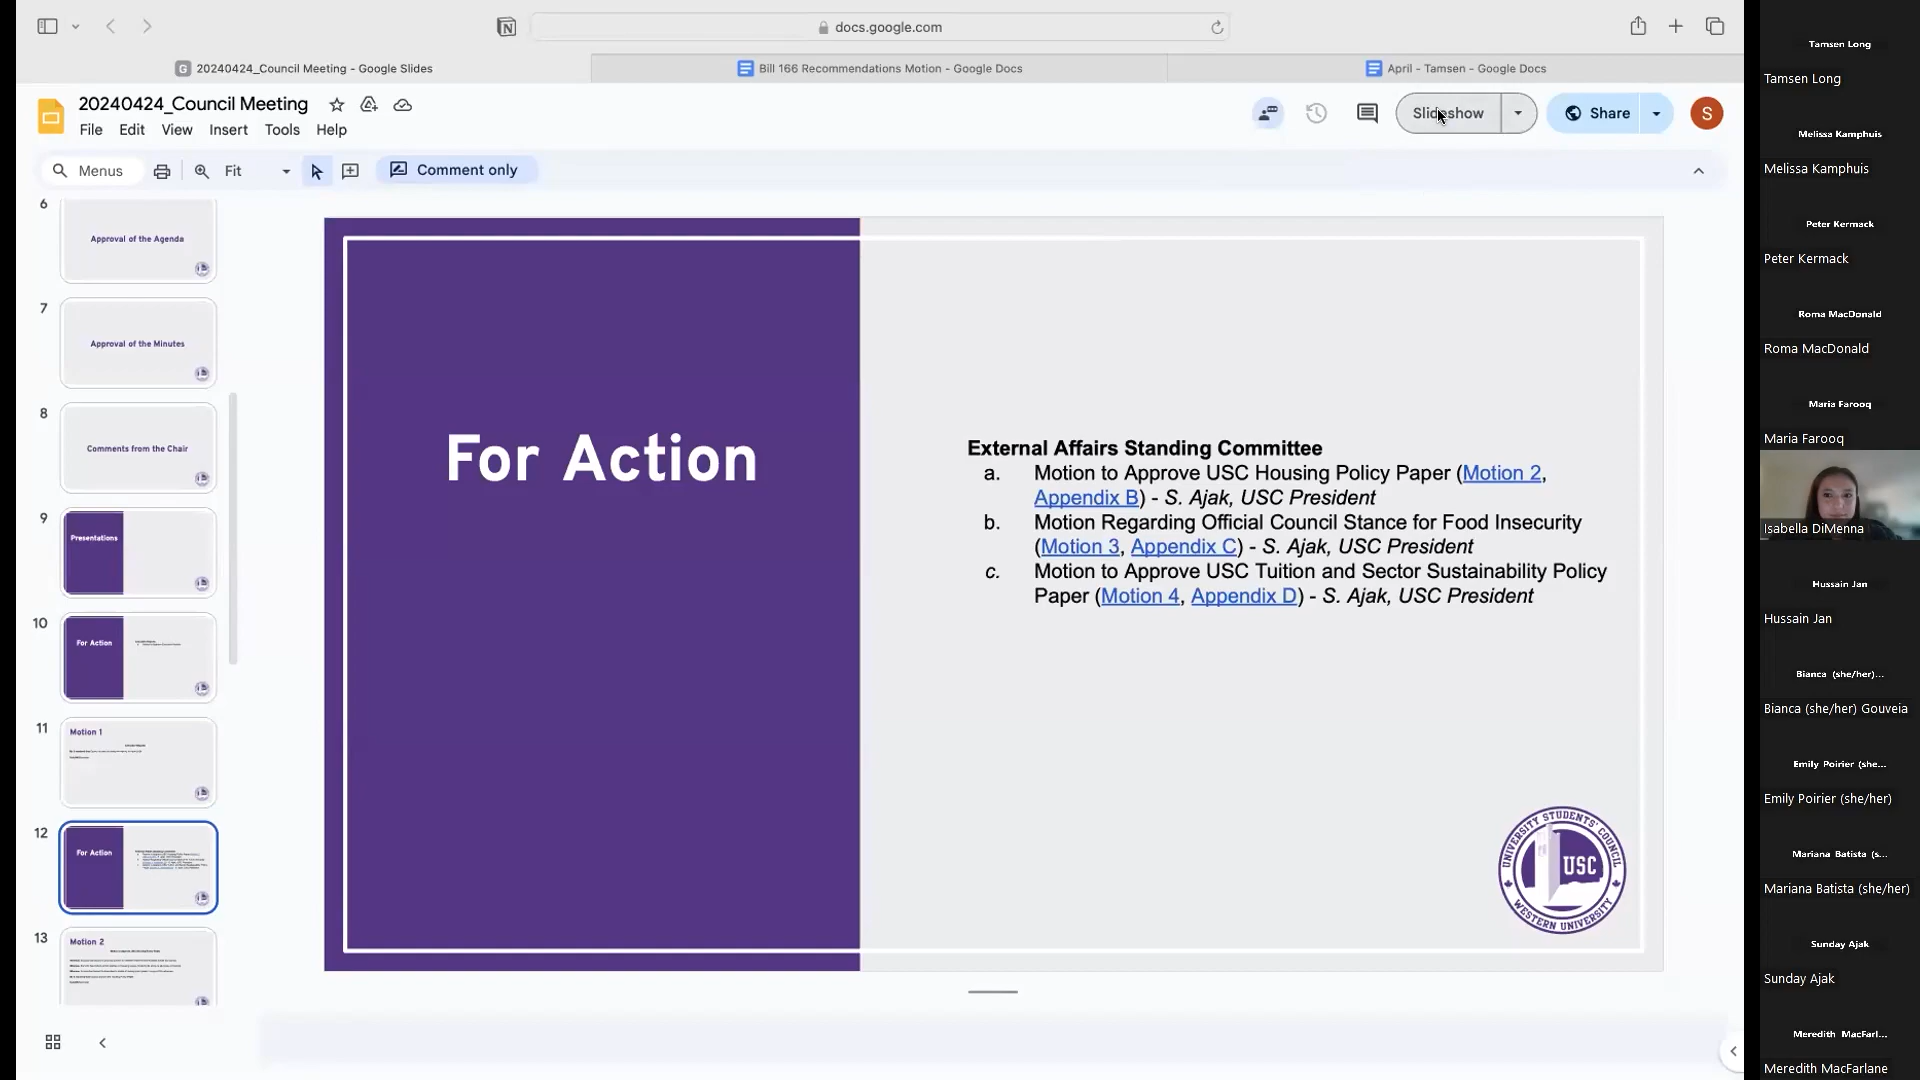 docs.google.com
20240424_Council Meeting - Google Slides
Bill 166 Recommendations Motion - Google Docs
April - Tamsen - Google Docs
20240424_Council Meeting
File Edit View Insert Tools Help
Slideshow
Share
S
Menus
Fit
Comment only
6
Approval of the Agenda
7
Approval of the Minutes
8
Comments from the Chair
9
Presentations
10
For Action
11
Motion 1
12
For Action
13
Motion 2
For Action
External Affairs Standing Committee
a. Motion to Approve USC Housing Policy Paper (Motion 2,
Appendix B) - S. Ajak, USC President
b. Motion Regarding Official Council Stance for Food Insecurity
(Motion 3, Appendix C) - S. Ajak, USC President
c. Motion to Approve USC Tuition and Sector Sustainability Policy
Paper (Motion 4, Appendix D) - S. Ajak, USC President
UNIVERSITY STUDENTS' COUNCIL
USC
WESTERN UNIVERSITY
Tamsen Long
Tamsen Long
Melissa Kamphuis
Melissa Kamphuis
Peter Kermack
Peter Kermack
Roma MacDonald
Roma MacDonald
Maria Farooq
Maria Farooq
Isabella DiMenna
Hussain Jan
Hussain Jan
Bianca (she/her)...
Bianca (she/her) Gouveia
Emily Poirier (she...
Emily Poirier (she/her)
Mariana Batista (s...
Mariana Batista (she/her)
Sunday Ajak
Sunday Ajak
Meredith MacFarl...
Meredith MacFarlane